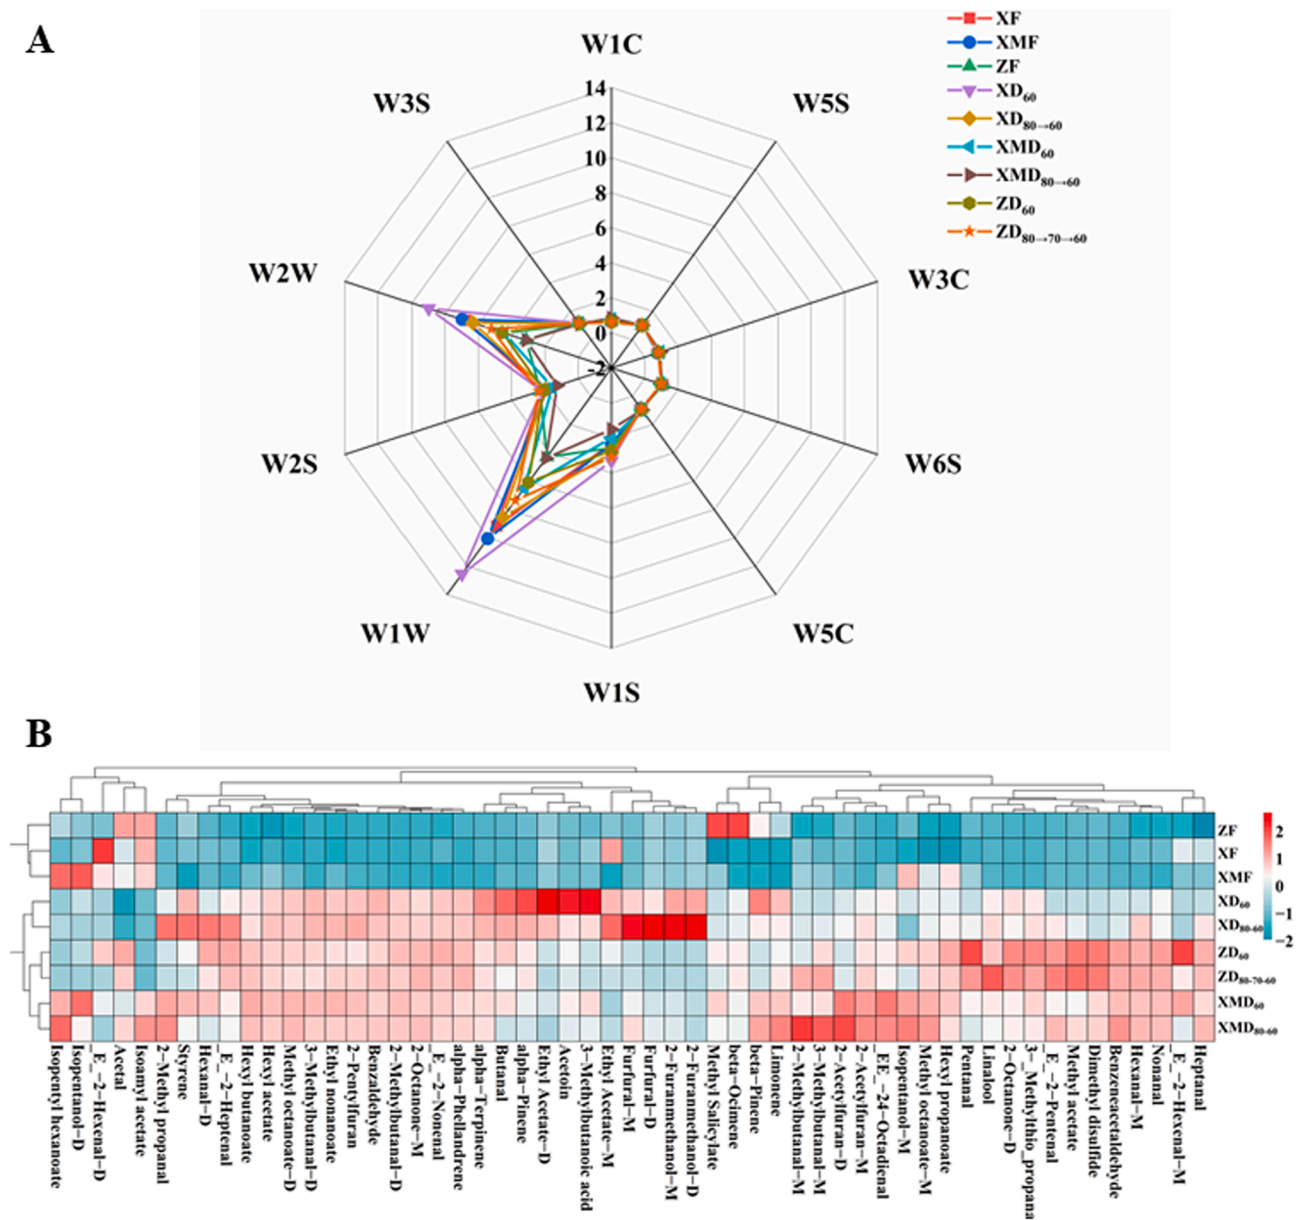 A
W1C
W5S
W3C
W6S
W5C
W1S
W1W
W2S
W2W
W3S
14
12
10
8
6
4
2
0
-2
XF
XMF
ZF
XD60
XD80→60
XMD60
XMD80→60
ZD60
ZD80→70→60
B
ZF
XF
XMF
XD60
XD80-60
ZD60
ZD80-70-60
XMD60
XMD80-60
2
1
0
−1
−2
Isopentyl hexanoate
Isopentanol−D
_E_−2−Hexenal−D
Acetal
Isoamyl acetate
2−Methyl propanal
Styrene
Hexanal−D
_E_−2−Heptenal
Hexyl butanoate
Hexyl acetate
Methyl octanoate−D
3−Methylbutanal−D
Ethyl nonanoate
2−Pentylfuran
Benzaldehyde
2−Methylbutanal−D
2−Octanone−M
_E_−2−Nonenal
alpha−Phellandrene
alpha−Terpinene
Butanal
alpha−Pinene
Ethyl Acetate−D
Acetoin
3−Methylbutanoic acid
Ethyl Acetate−M
Furfural−M
Furfural−D
2−Furanmethanol−M
2−Furanmethanol−D
Methyl Salicylate
beta−Ocimene
beta−Pinene
Limonene
2−Methylbutanal−M
3−Methylbutanal−M
2−Acetylfuran−D
2−Acetylfuran−M
_EE_−24−Octadienal
Isopentanol−M
Methyl octanoate−M
Hexyl propanoate
Pentanal
Linalool
2−Octanone−D
3−_Methylthio_propana
_E_−2−Pentenal
Methyl acetate
Dimethyl disulfide
Benzeneacetaldehyde
Hexanal−M
Nonanal
_E_−2−Hexenal−M
Heptanal